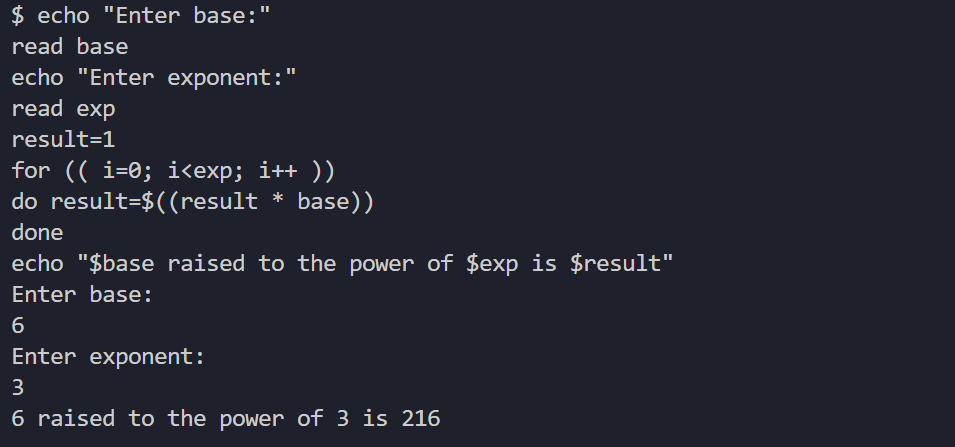 $ echo "Enter base:"
read base
echo "Enter exponent:"
read exp
result=1
for (( i=0; i<exp; i++ ))
do result=$((result * base))
done
echo "$base raised to the power of $exp is $result"
Enter base:
6
Enter exponent:
3
6 raised to the power of 3 is 216